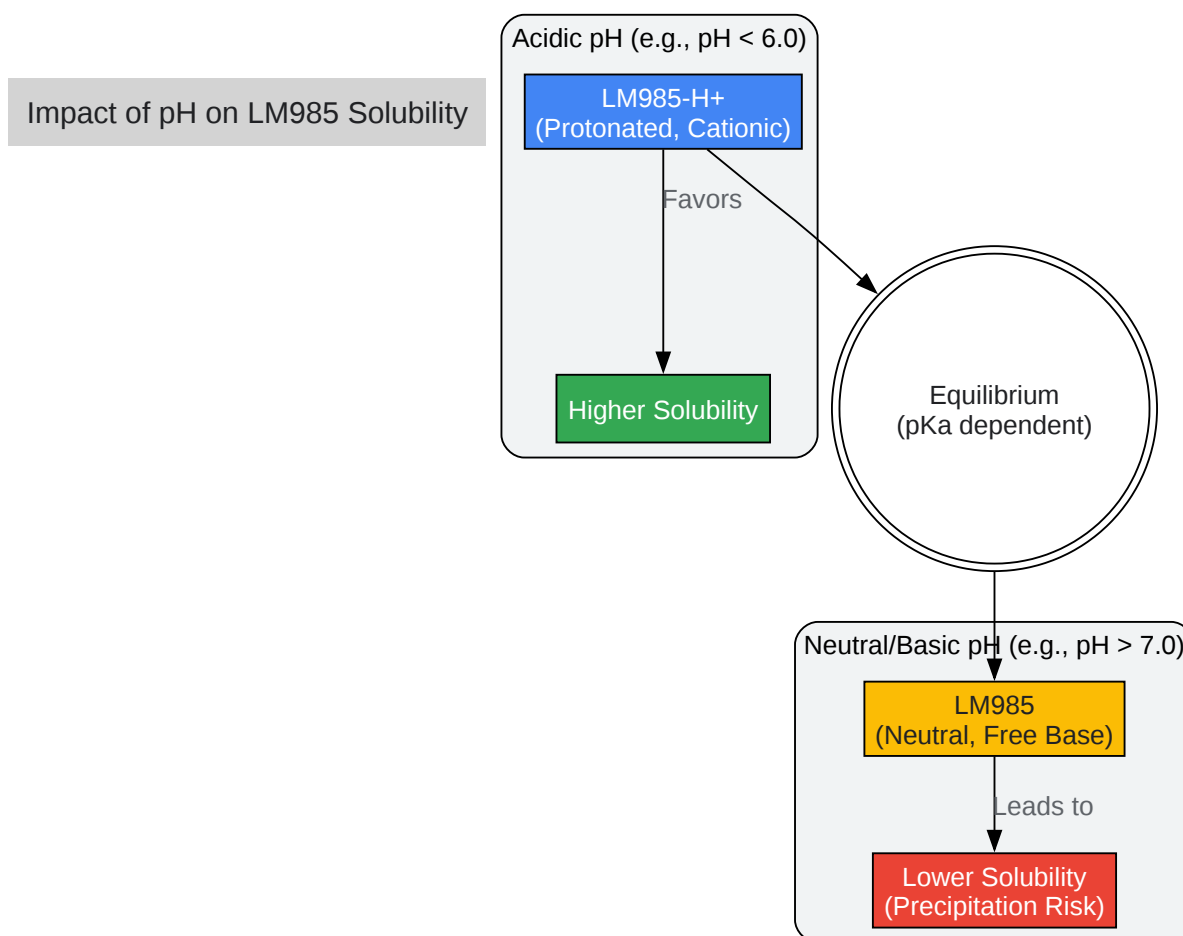 Impact of pH on LM985 Solubility
Acidic pH (e.g., pH < 6.0)
LM985-H+
(Protonated, Cationic)
Favors
Higher Solubility
Equilibrium
(pKa dependent)
Neutral/Basic pH (e.g., pH > 7.0)
LM985
(Neutral, Free Base)
Leads to
Lower Solubility
(Precipitation Risk)